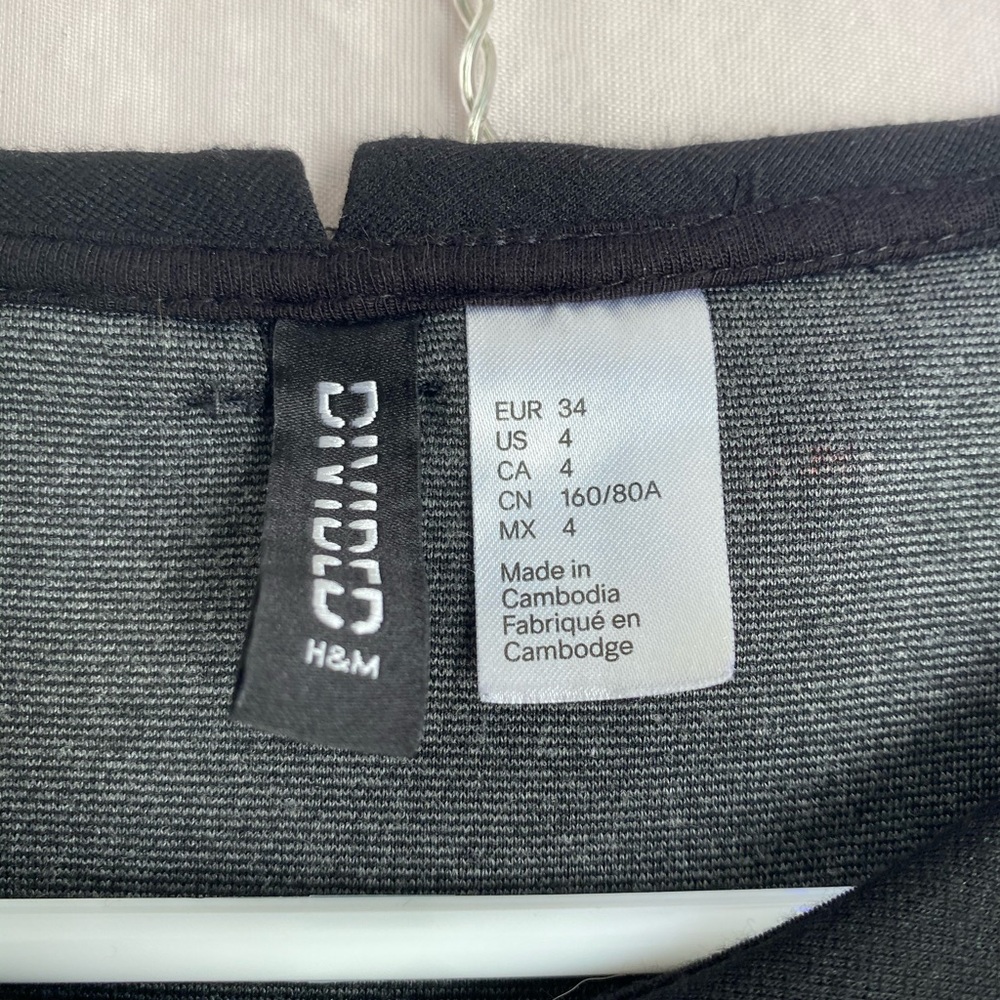 DIVIDED
H&M
EUR 34
US 4
CA 4
CN 160/80A
MX 4
Made in
Cambodia
Fabriqué en
Cambodge